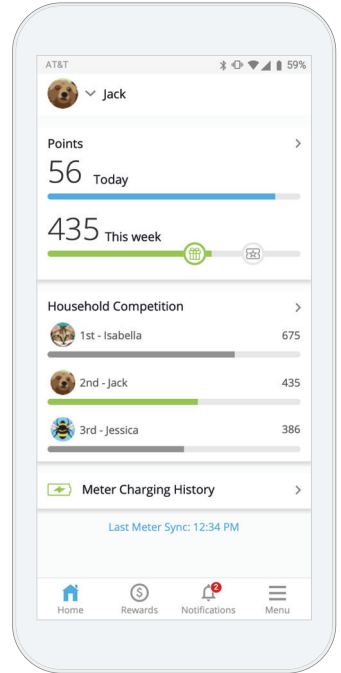 AT&T 59%
Jack
Points
56 Today
435 This week
Household Competition
1st - Isabella 675
2nd - Jack 435
3rd - Jessica 386
Meter Charging History
Last Meter Sync: 12:34 PM
2
Home Rewards Notifications Menu